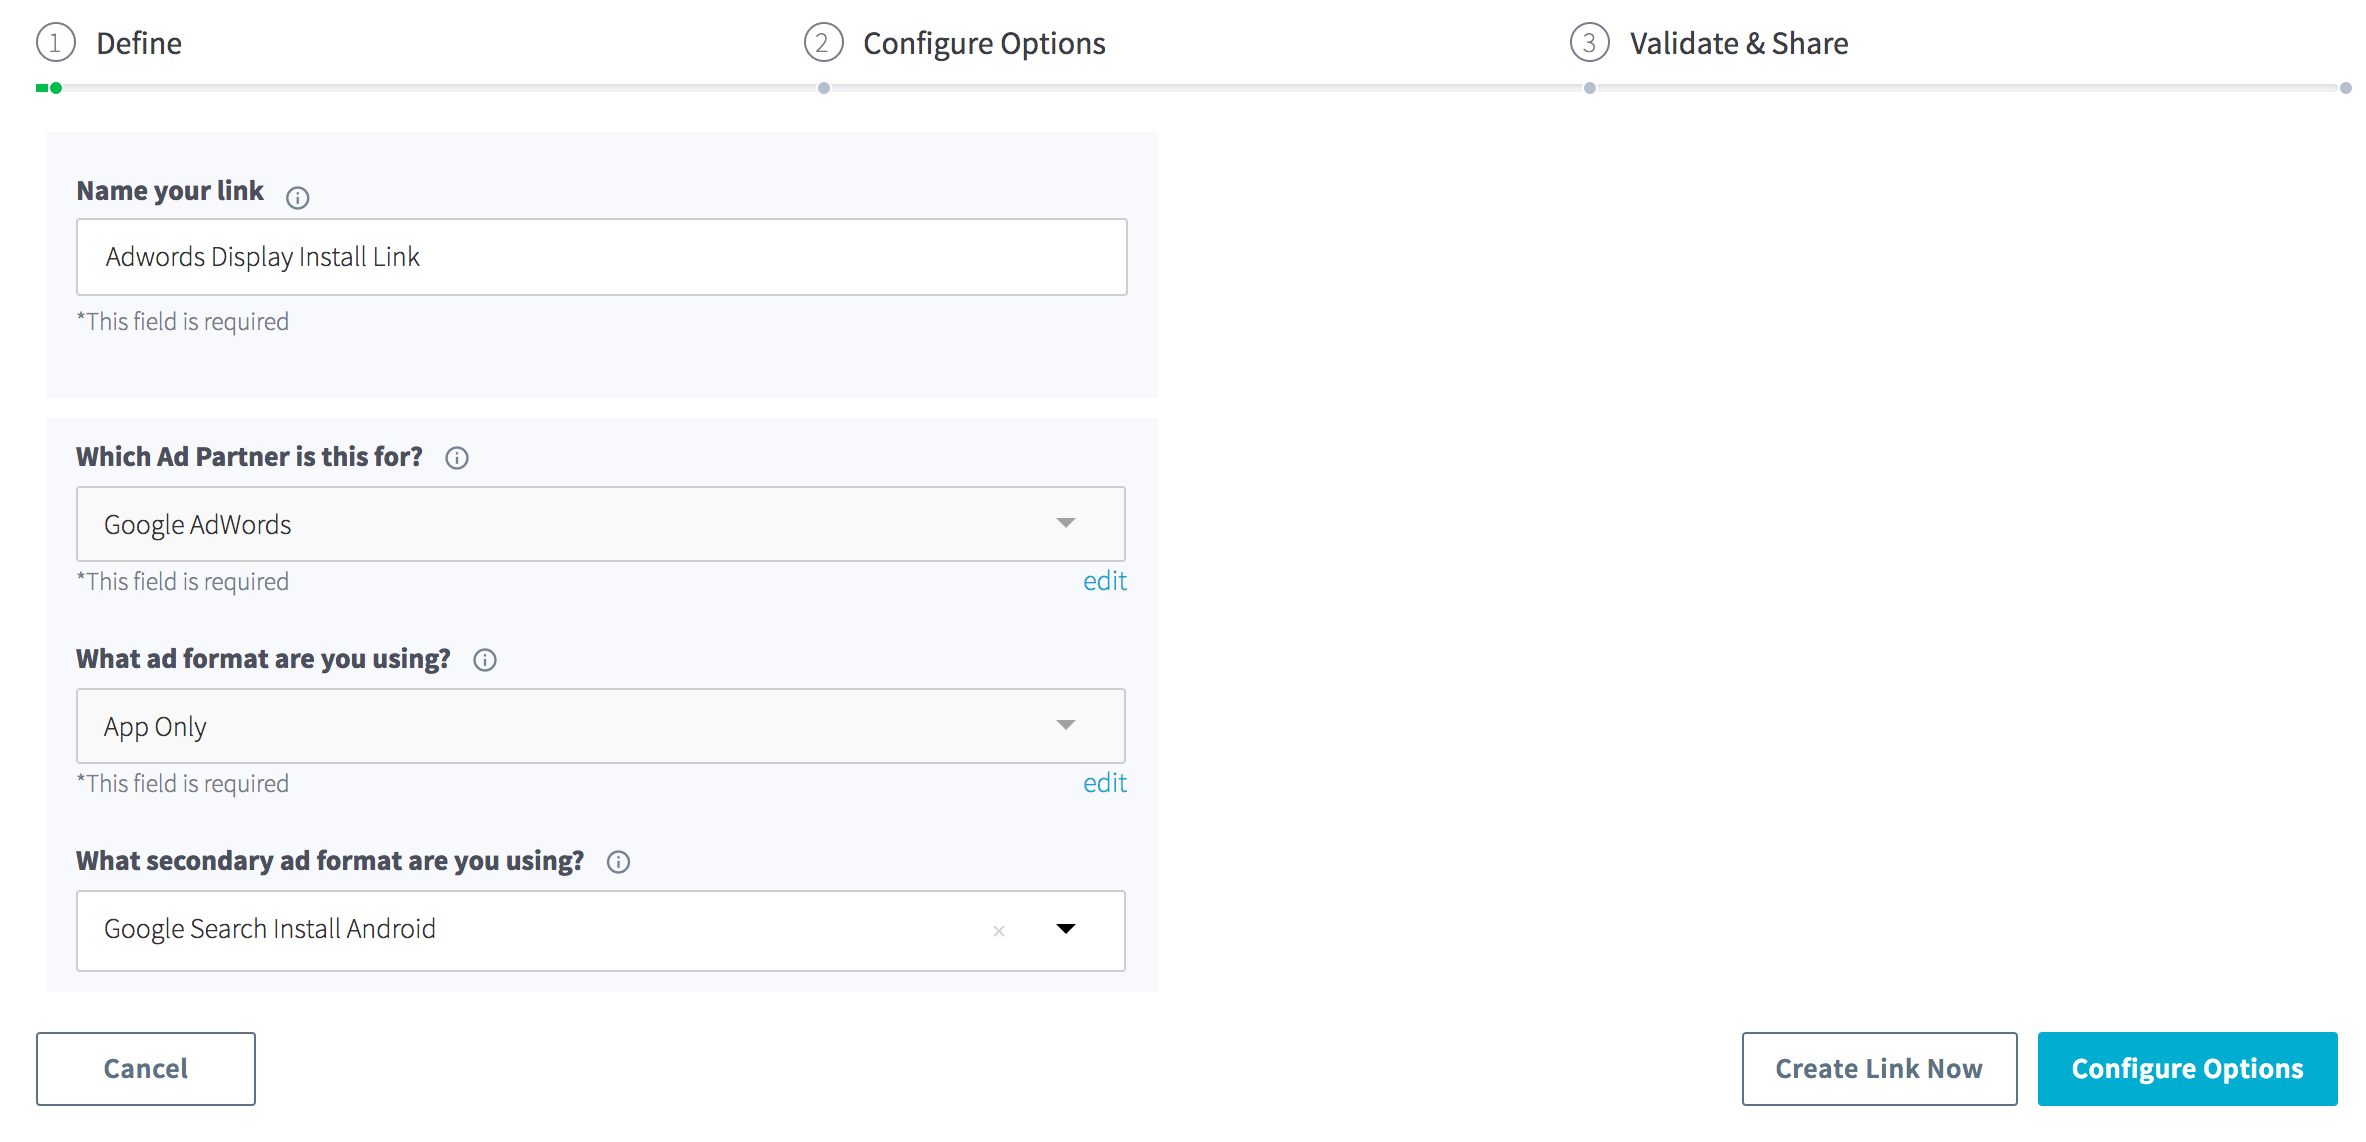 1 Define
2 Configure Options
3 Validate & Share
Name your link
Adwords Display Install Link
*This field is required
Which Ad Partner is this for?
Google AdWords
*This field is required
edit
What ad format are you using?
App Only
*This field is required
edit
What secondary ad format are you using?
Google Search Install Android
×
Cancel
Create Link Now
Configure Options